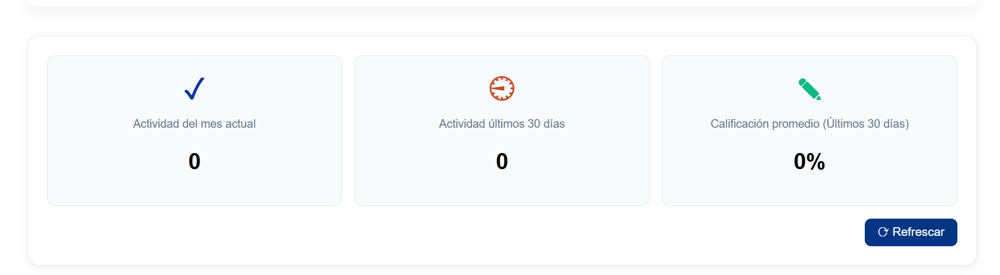 Actividad del mes actual
0
Actividad últimos 30 días
0
Calificación promedio (Últimos 30 días)
0%
Refrescar